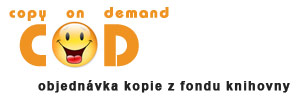 copy on demand
COD
objednávka kopie z fondu knihovny